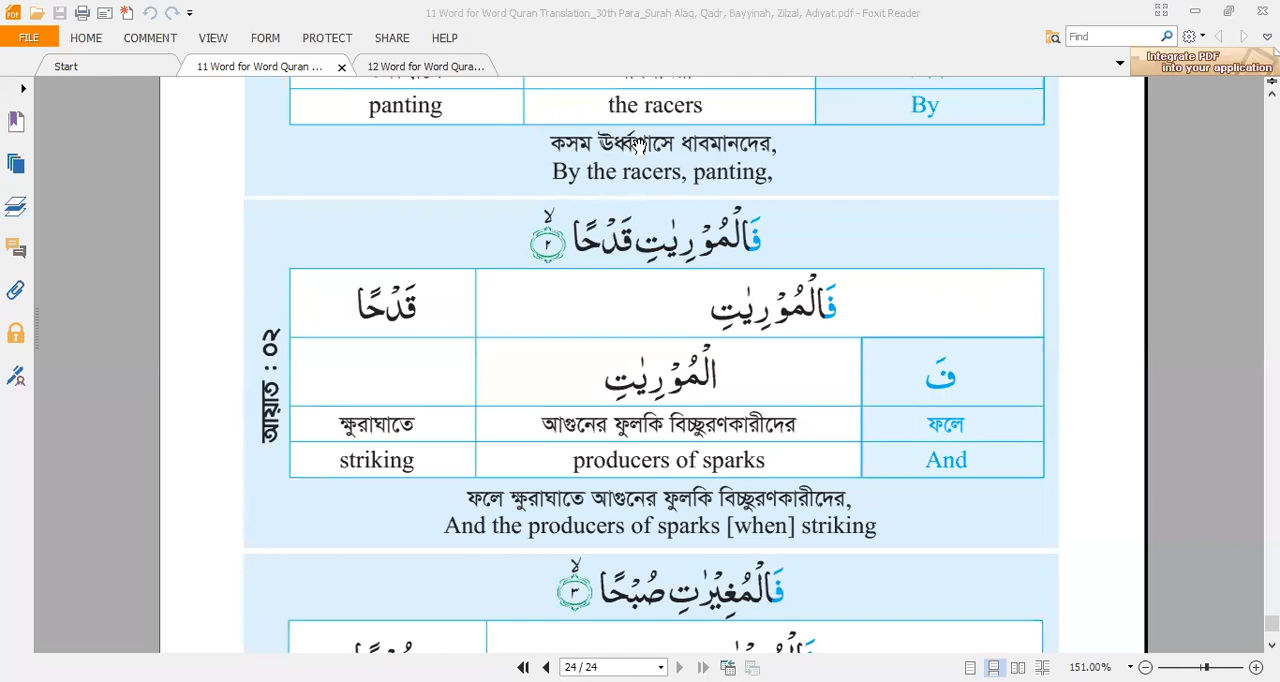 11 Word for Word Quran Translation_30th Para_Surah Alaq, Qadr, Bayyinah, Zilzal, Adiyat.pdf - Foxit Reader
FILE HOME COMMENT VIEW FORM PROTECT SHARE HELP
Find
Integrate PDF
into your application
Start
11 Word for Word Quran ...
12 Word for Word Qura...
panting the racers By
কসম ঊর্ধ্বশ্বাসে ধাবমানদের,
By the racers, panting,
فَالْمُوْرِيٰتِ قَدْحًا ۙ ٢
আয়াত : ০২
فَالْمُوْرِيٰتِ قَدْحًا
فَ الْمُوْرِيٰتِ
ক্ষুরাঘাতে আগুনের ফুলকি বিচ্ছুরণকারীদের ফলে
striking producers of sparks And
ফলে ক্ষুরাঘাতে আগুনের ফুলকি বিচ্ছুরণকারীদের,
And the producers of sparks [when] striking
فَالْمُغِيْرٰتِ صُبْحًا ۙ ٣
24 / 24
151.00%